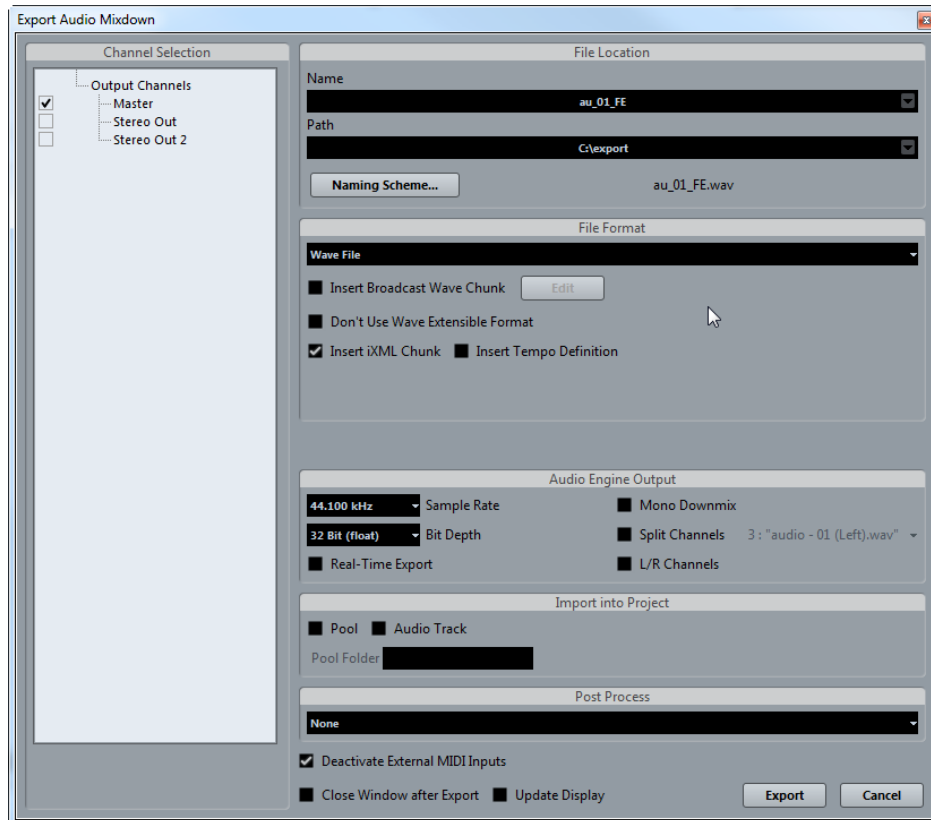 Export Audio Mixdown
Channel Selection
Output Channels
Master
Stereo Out
Stereo Out 2
File Location
Name
au_01_FE
Path
C:\export
Naming Scheme...
au_01_FE.wav
File Format
Wave File
Insert Broadcast Wave Chunk
Edit
Don't Use Wave Extensible Format
Insert iXML Chunk
Insert Tempo Definition
Audio Engine Output
44.100 kHz Sample Rate
Mono Downmix
32 Bit (float) Bit Depth
Split Channels 3 : "audio - 01 (Left).wav"
Real-Time Export
L/R Channels
Import into Project
Pool
Audio Track
Pool Folder
Post Process
None
Deactivate External MIDI Inputs
Close Window after Export
Update Display
Export
Cancel